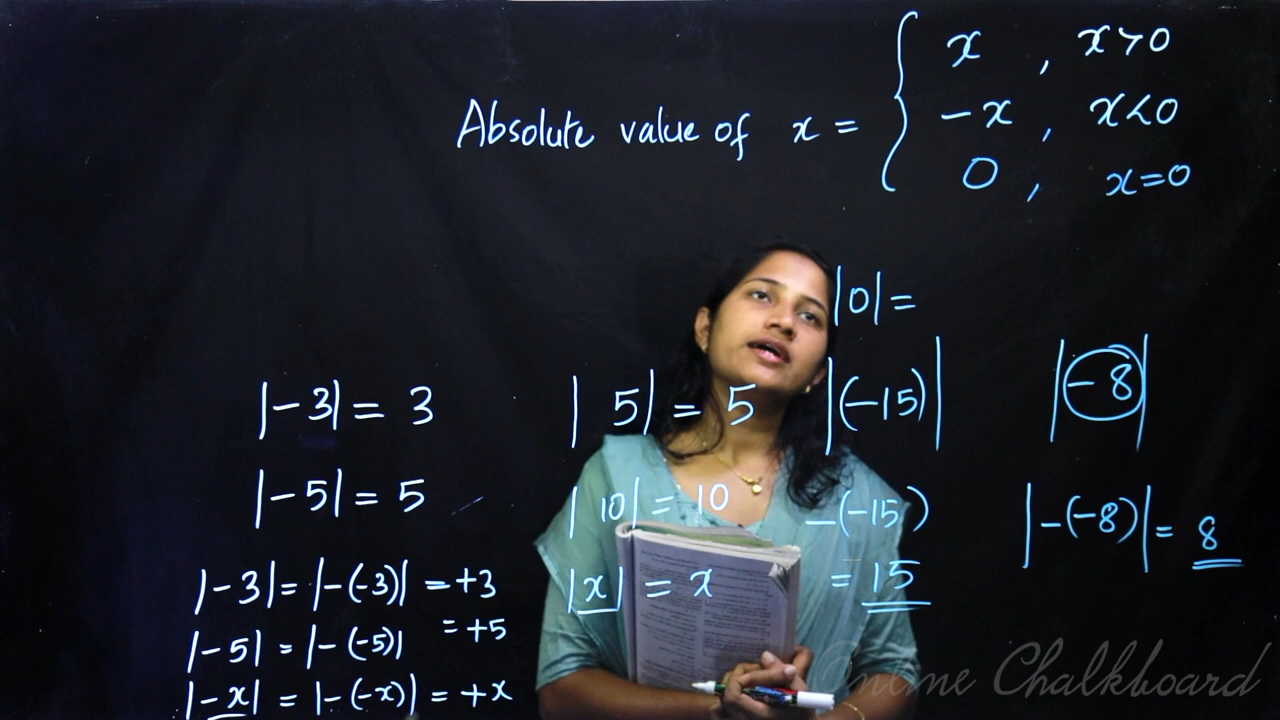 x , x>0
Absolute value of x = { -x , x<0
0 , x=0
|0| =
|-3| = 3
|5| = 5
|(-15)|
|-8|
|-5| = 5
|10| = 10
-(-15)
|-(-8)| = 8
|-3| = |-(-3)| = +3
|x| = x
= 15
|-5| = |-(-5)| = +5
|-x| = |-(-x)| = +x
Online Chalkboard